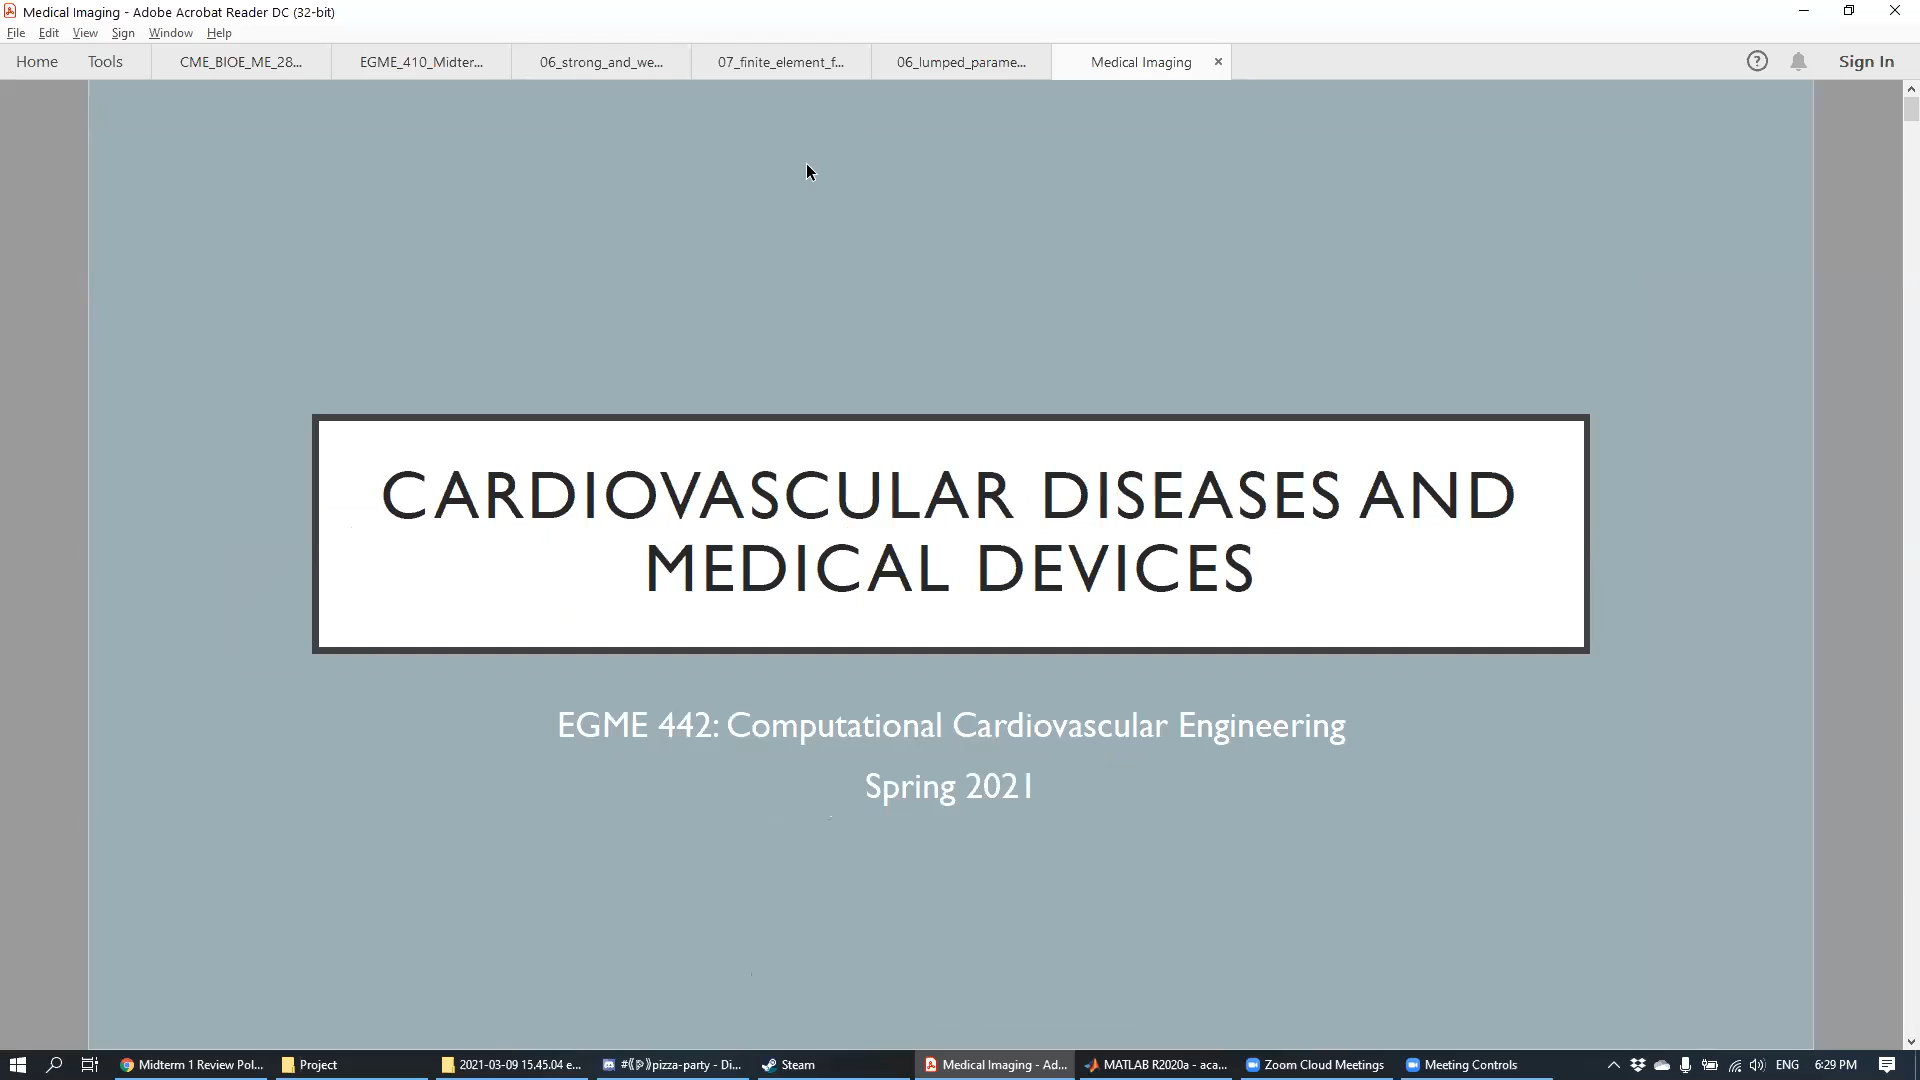 Medical Imaging - Adobe Acrobat Reader DC (32-bit)
File Edit View Sign Window Help
Home Tools CME_BIOE_ME_28... EGME_410_Midter... 06_strong_and_we... 07_finite_element_f... 06_lumped_parame... Medical Imaging × ? Sign In
CARDIOVASCULAR DISEASES AND
MEDICAL DEVICES
EGME 442: Computational Cardiovascular Engineering
Spring 2021
Midterm 1 Review Pol... Project 2021-03-09 15.45.04 e... pizza-party - Di... Steam Medical Imaging - Ad... MATLAB R2020a - aca... Zoom Cloud Meetings Meeting Controls ENG 6:29 PM